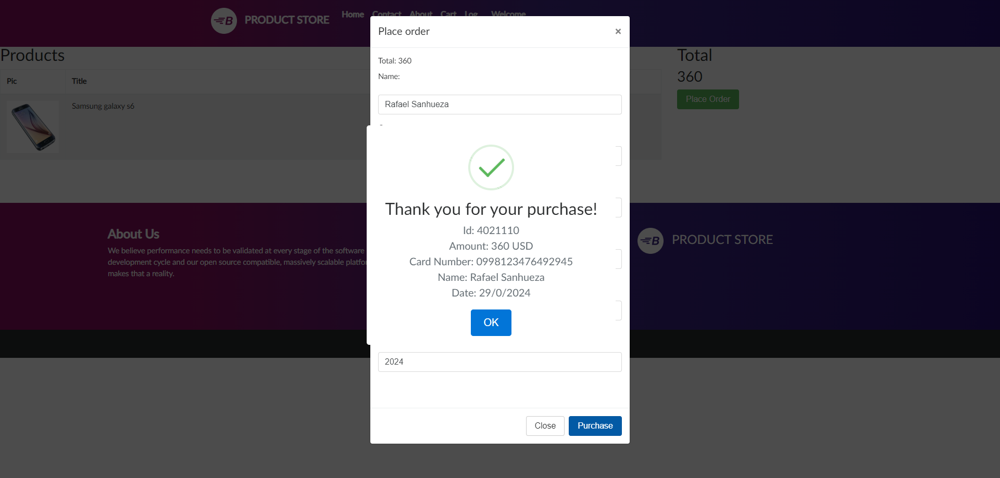 B PRODUCT STORE
Home Contact About Cart Log Welcome
Place order ×
Total: 360
Name:
Rafael Sanhueza
Products
Pic Title
Samsung galaxy s6
Total
360
Place Order
Thank you for your purchase!
Id: 4021110
Amount: 360 USD
Card Number: 0998123476492945
Name: Rafael Sanhueza
Date: 29/0/2024
OK
2024
Close Purchase
About Us
We believe performance needs to be validated at every stage of the software
development cycle and our open source compatible, massively scalable
makes that a reality.
B PRODUCT STORE